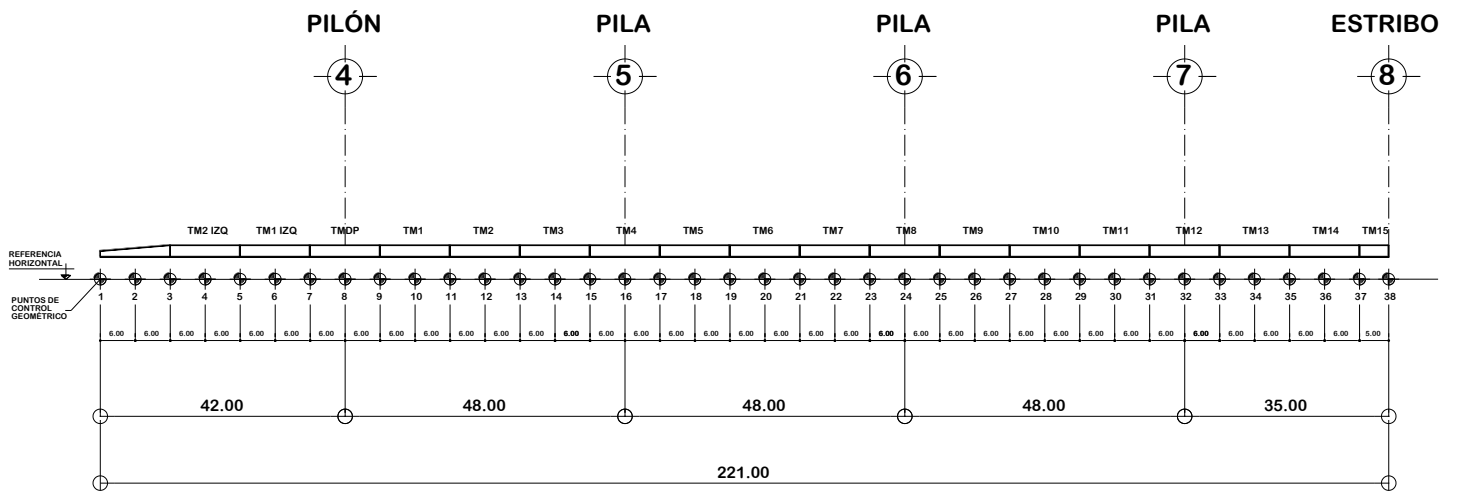 PILÓN PILA PILA PILA ESTRIBO
4 5 6 7 8
TM2 IZQ TM1 IZQ TMDP TM1 TM2 TM3 TM4 TM5 TM6 TM7 TM8 TM9 TM10 TM11 TM12 TM13 TM14 TM15
REFERENCIA
HORIZONTAL
PUNTOS DE
CONTROL
GEOMÉTRICO
1 2 3 4 5 6 7 8 9 10 11 12 13 14 15 16 17 18 19 20 21 22 23 24 25 26 27 28 29 30 31 32 33 34 35 36 37 38
6.00 6.00 6.00 6.00 6.00 6.00 6.00 6.00 6.00 6.00 6.00 6.00 6.00 6.00 6.00 6.00 6.00 6.00 6.00 6.00 6.00 6.00 6.00 6.00 6.00 6.00 6.00 6.00 6.00 6.00 6.00 6.00 6.00 6.00 6.00 6.00 5.00
42.00 48.00 48.00 48.00 35.00
221.00